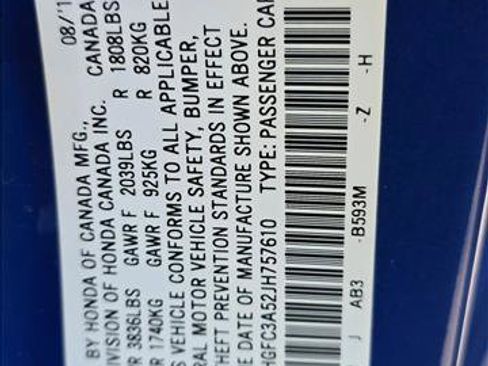 08/1
BY HONDA OF CANADA MFG.,
DIVISION OF HONDA CANADA INC. CANADA
3836LBS GAWR F 2039LBS R 1808LBS
1740KG GAWR F 925KG R 820KG
VEHICLE CONFORMS TO ALL APPLICABLE
MOTOR VEHICLE SAFETY, BUMPER,
THEFT PREVENTION STANDARDS IN EFFECT
DATE OF MANUFACTURE SHOWN ABOVE.
HGFC3A52JH757610 TYPE: PASSENGER CAR
J AB3 -B593M -Z -H